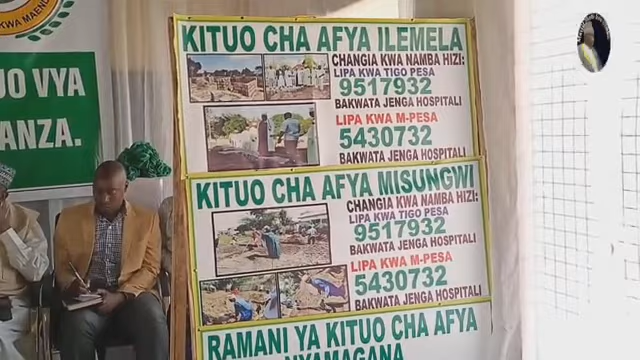 KWA MAEN
O VYA
ANZA.
KITUO CHA AFYA ILEMELA
CHANGIA KWA NAMBA HIZI:
LIPA KWA TIGO PESA
9517932
BAKWATA JENGA HOSPITALI
LIPA KWA M-PESA
5430732
BAKWATA JENGA HOSPITALI
KITUO CHA AFYA MISUNGWI
CHANGIA KWA NAMBA HIZI:
LIPA KWA TIGO PESA
9517932
BAKWATA JENGA HOSPITALI
LIPA KWA M-PESA
5430732
BAKWATA JENGA HOSPITALI
RAMANI YA KITUO CHA AFYA
NYAMAGANA